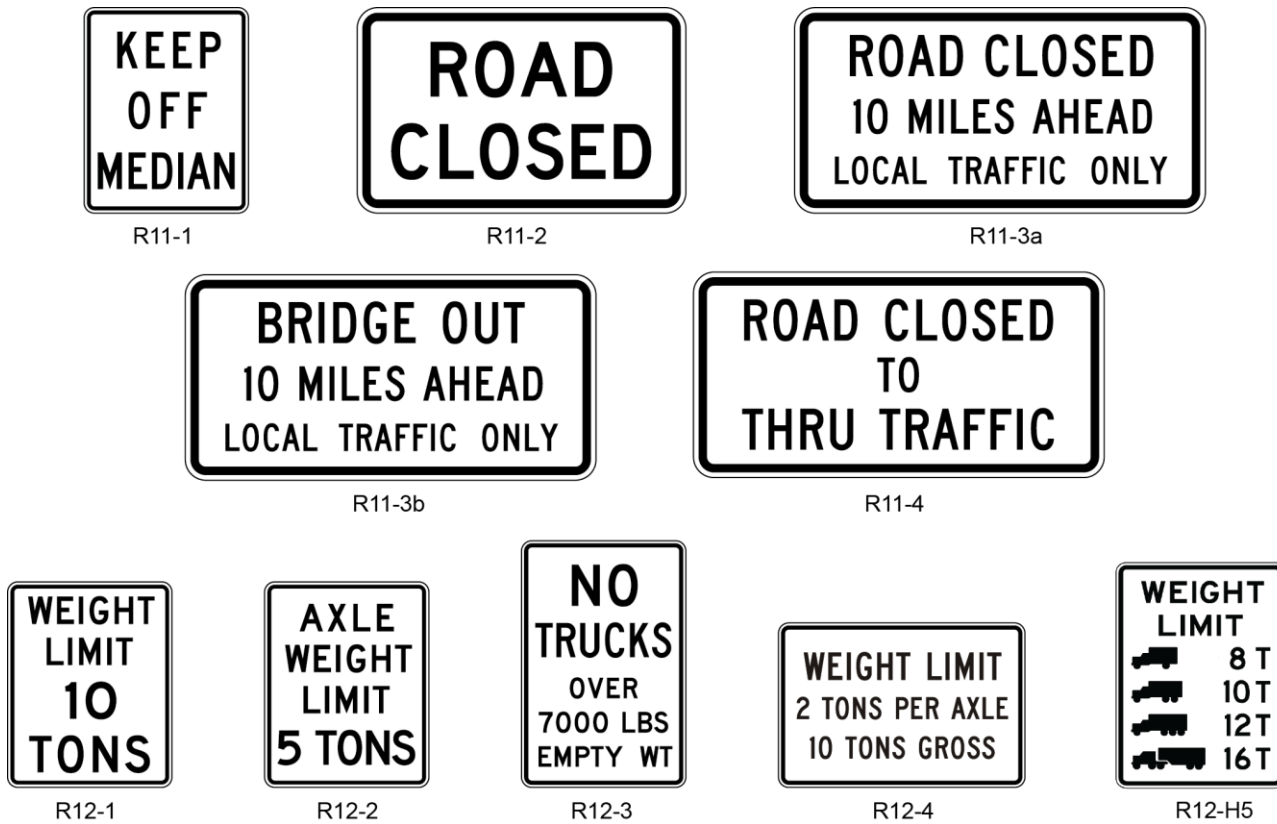 KEEP
OFF
MEDIAN
R11-1
ROAD
CLOSED
R11-2
ROAD CLOSED
10 MILES AHEAD
LOCAL TRAFFIC ONLY
R11-3a
BRIDGE OUT
10 MILES AHEAD
LOCAL TRAFFIC ONLY
R11-3b
ROAD CLOSED
TO
THRU TRAFFIC
R11-4
WEIGHT
LIMIT
10
TONS
R12-1
AXLE
WEIGHT
LIMIT
5 TONS
R12-2
NO
TRUCKS
OVER
7000 LBS
EMPTY WT
R12-3
WEIGHT LIMIT
2 TONS PER AXLE
10 TONS GROSS
R12-4
WEIGHT
LIMIT
8 T
10 T
12 T
16 T
R12-H5